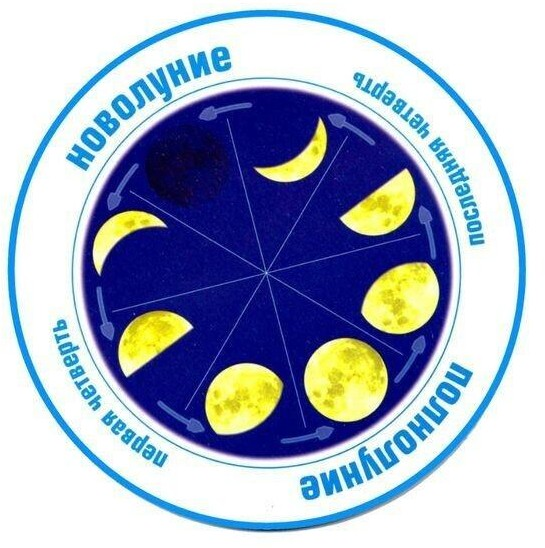 новолуние
последняя четверть
полнолуние
первая четверть